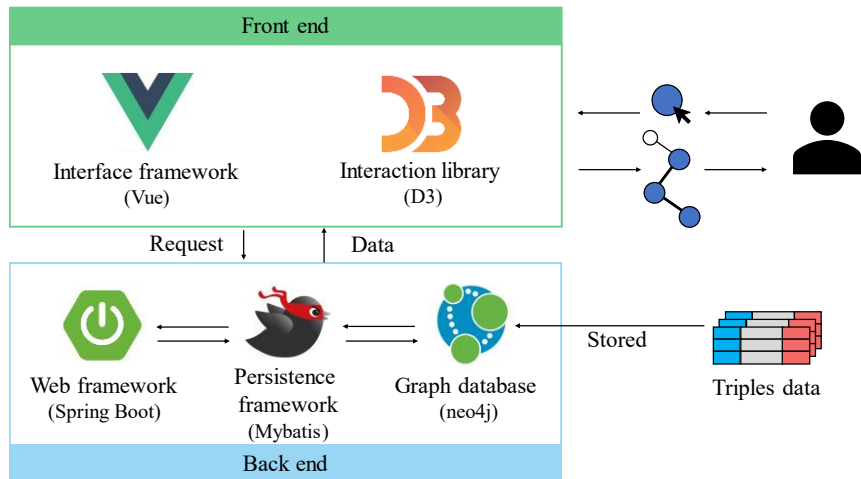 Front end
Interface framework
(Vue)
Interaction library
(D3)
Request
Data
Web framework
(Spring Boot)
Persistence
framework
(Mybatis)
Graph database
(neo4j)
Stored
Triples data
Back end